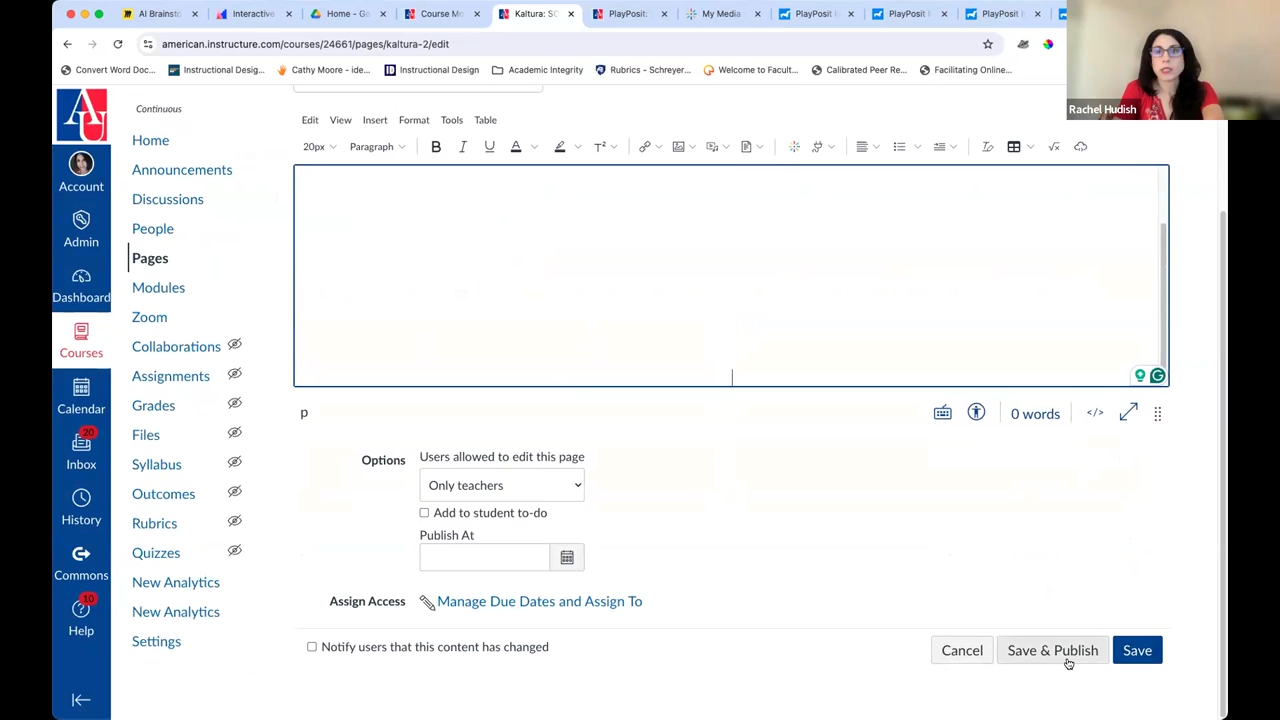 AI Brainsto
Interactive
Home - Go
Course Mo
Kaltura: SO
PlayPosit:
My Media
PlayPosit I
PlayPosit I
PlayPosit I
american.instructure.com/courses/24661/pages/kaltura-2/edit
Convert Word Doc...
Instructional Desig...
Cathy Moore - ide...
Instructional Design
Academic Integrity
Rubrics - Schreyer...
Welcome to Facult...
Calibrated Peer Re...
Facilitating Online...
Rachel Hudish
AU
Account
Admin
Dashboard
Courses
Calendar
20
Inbox
History
Commons
10
Help
Continuous
Home
Announcements
Discussions
People
Pages
Modules
Zoom
Collaborations
Assignments
Grades
Files
Syllabus
Outcomes
Rubrics
Quizzes
New Analytics
New Analytics
Settings
Edit View Insert Format Tools Table
20px Paragraph B I U A T²
p
</> 0 words
Options
Users allowed to edit this page
Only teachers
Add to student to-do
Publish At
Assign Access
Manage Due Dates and Assign To
Notify users that this content has changed
Cancel Save & Publish Save